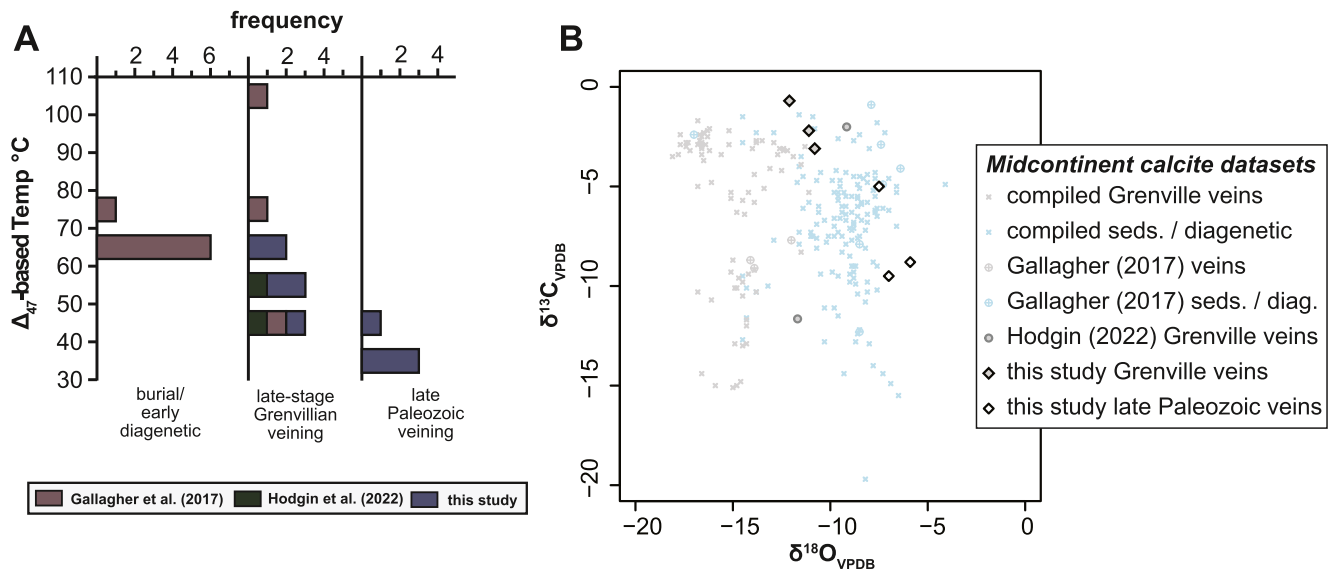 A
frequency
2 4 6 2 2
110
100
90
80
70
60
50
40
30
Δ47-based Temp °C
burial/
early
diagenetic
late-stage
Grenvillian
veining
late
Paleozoic
veining
Gallagher et al. (2017) Hodgin et al. (2022) this study
B
0
−5
−10
−15
−20
δ13CVPDB
−20 −15 −10 −5 0
δ18OVPDB
Midcontinent calcite datasets
compiled Grenville veins
compiled seds. / diagenetic
Gallagher (2017) veins
Gallagher (2017) seds. / diag.
Hodgin (2022) Grenville veins
this study Grenville veins
this study late Paleozoic veins